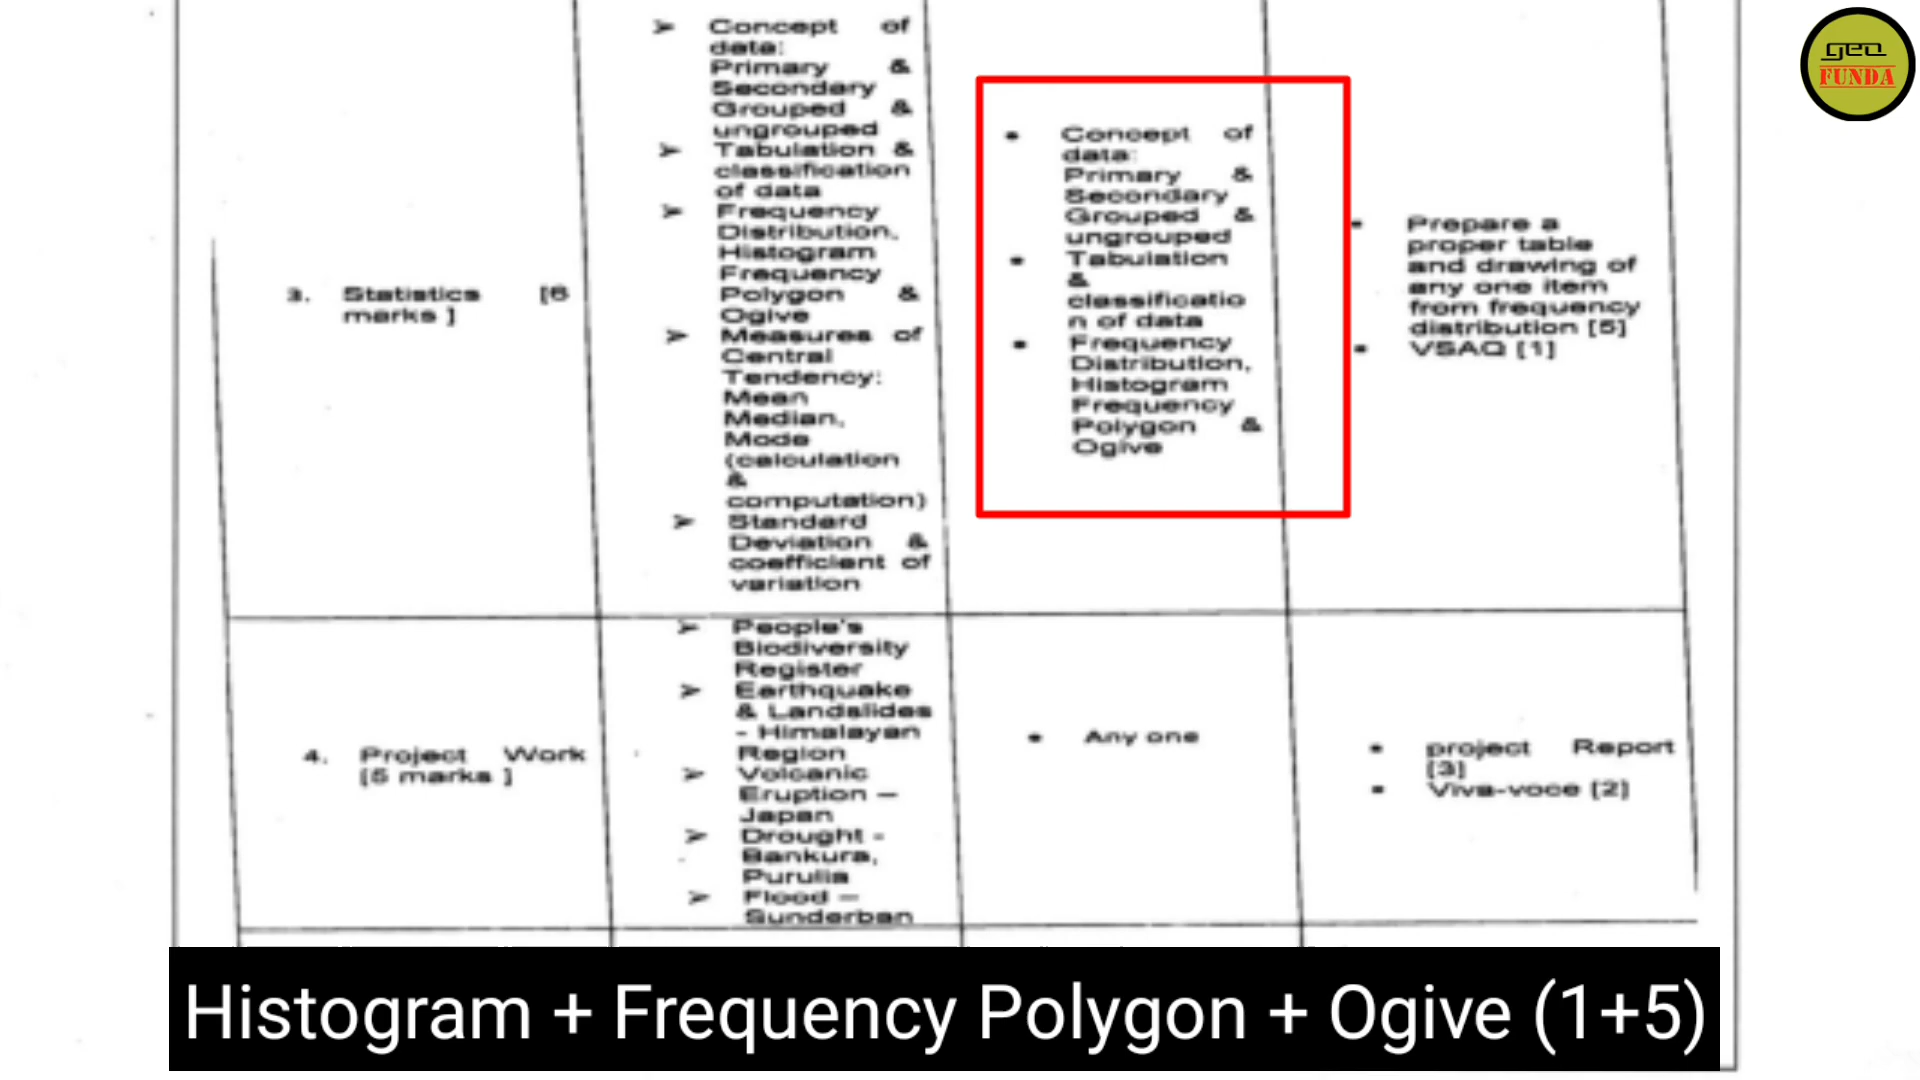 geo
FUNDA
3. Statistics [6
marks ]
➢ Concept of
data:
Primary &
Secondary
Grouped &
ungrouped
➢ Tabulation &
classification
of data
➢ Frequency
Distribution,
Histogram
Frequency
Polygon &
Ogive
➢ Measures of
Central
Tendency:
Mean
Median,
Mode
(calculation
&
computation)
➢ Standard
Deviation &
coefficient of
variation
• Concept of
data:
Primary &
Secondary
Grouped &
ungrouped
• Tabulation
&
classificatio
n of data
• Frequency
Distribution,
Histogram
Frequency
Polygon &
Ogive
• Prepare a
proper table
and drawing of
any one item
from frequency
distribution [5]
• VSAQ [1]
4. Project Work
[5 marks ]
➢ People's
Biodiversity
Register
➢ Earthquake
& Landslides
- Himalayan
Region
➢ Volcanic
Eruption –
Japan
➢ Drought -
Bankura,
Purulia
➢ Flood –
Sunderban
• Any one
• project Report
[3]
• Viva-voce [2]
Histogram + Frequency Polygon + Ogive (1+5)